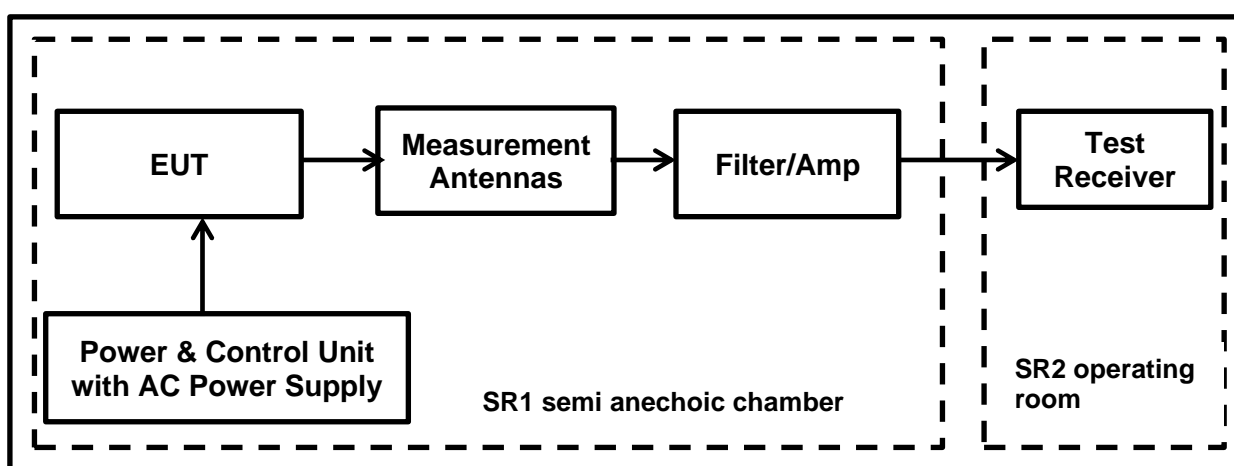 EUT
Measurement
Antennas
Filter/Amp
Test
Receiver
Power & Control Unit
with AC Power Supply
SR1 semi anechoic chamber
SR2 operating
room